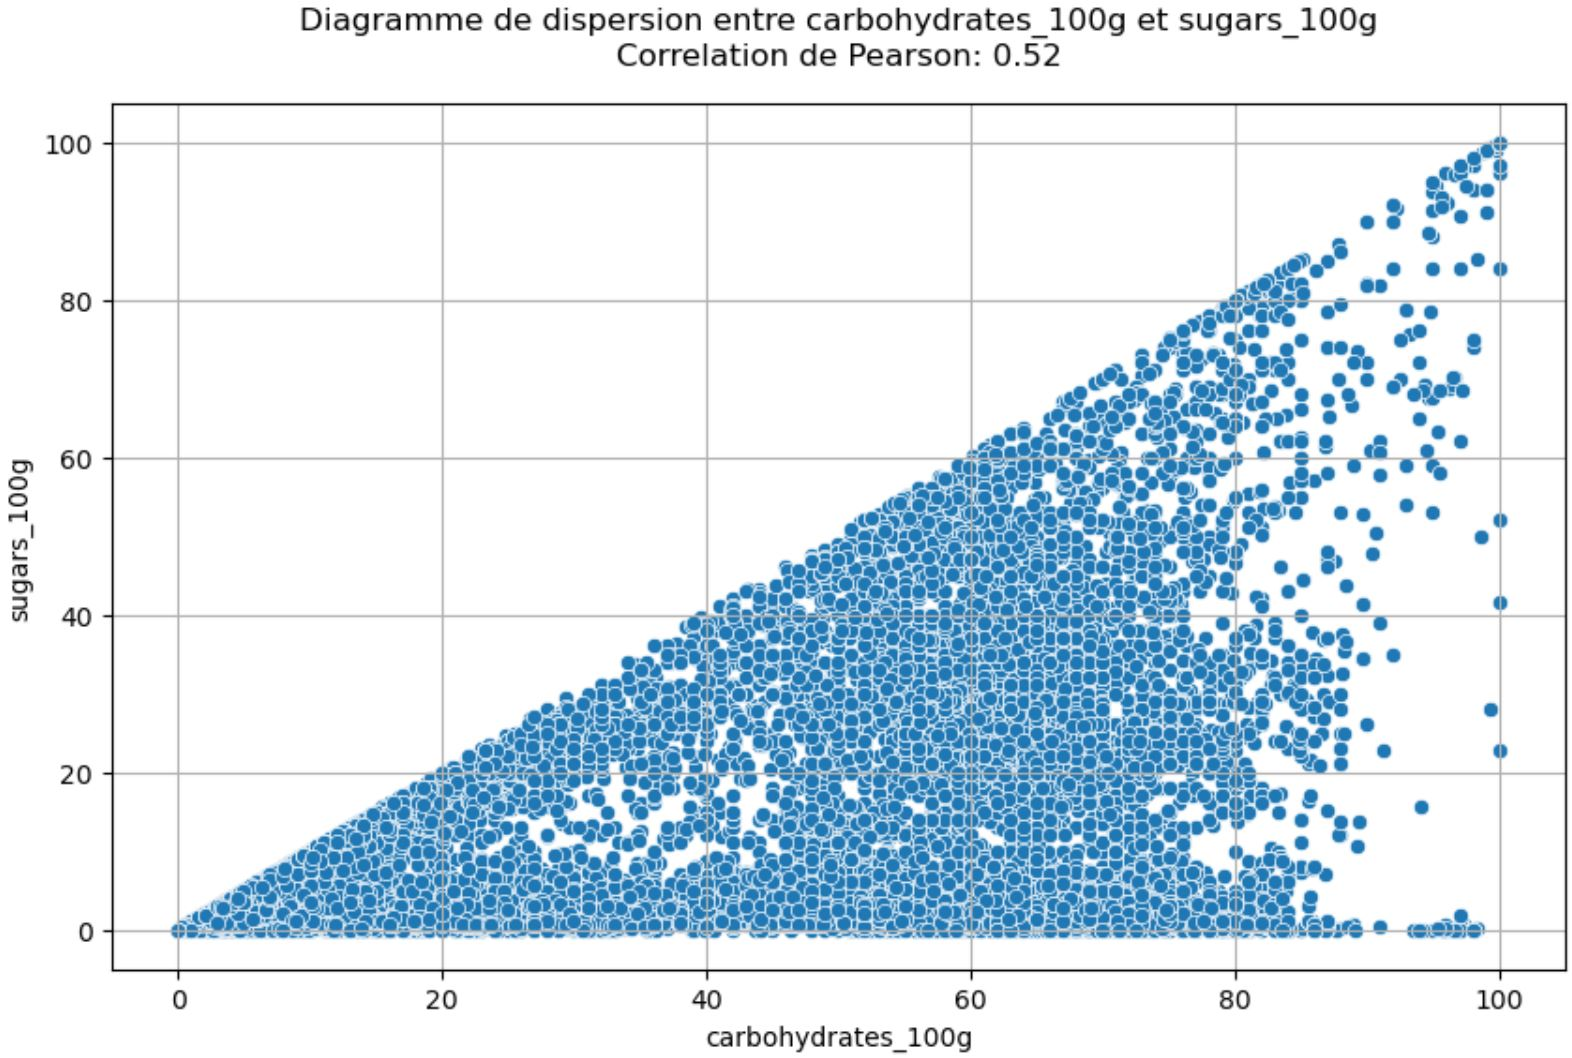 Diagramme de dispersion entre carbohydrates_100g et sugars_100g
Correlation de Pearson: 0.52
100
80
60
40
20
0
sugars_100g
0 20 40 60 80 100
carbohydrates_100g